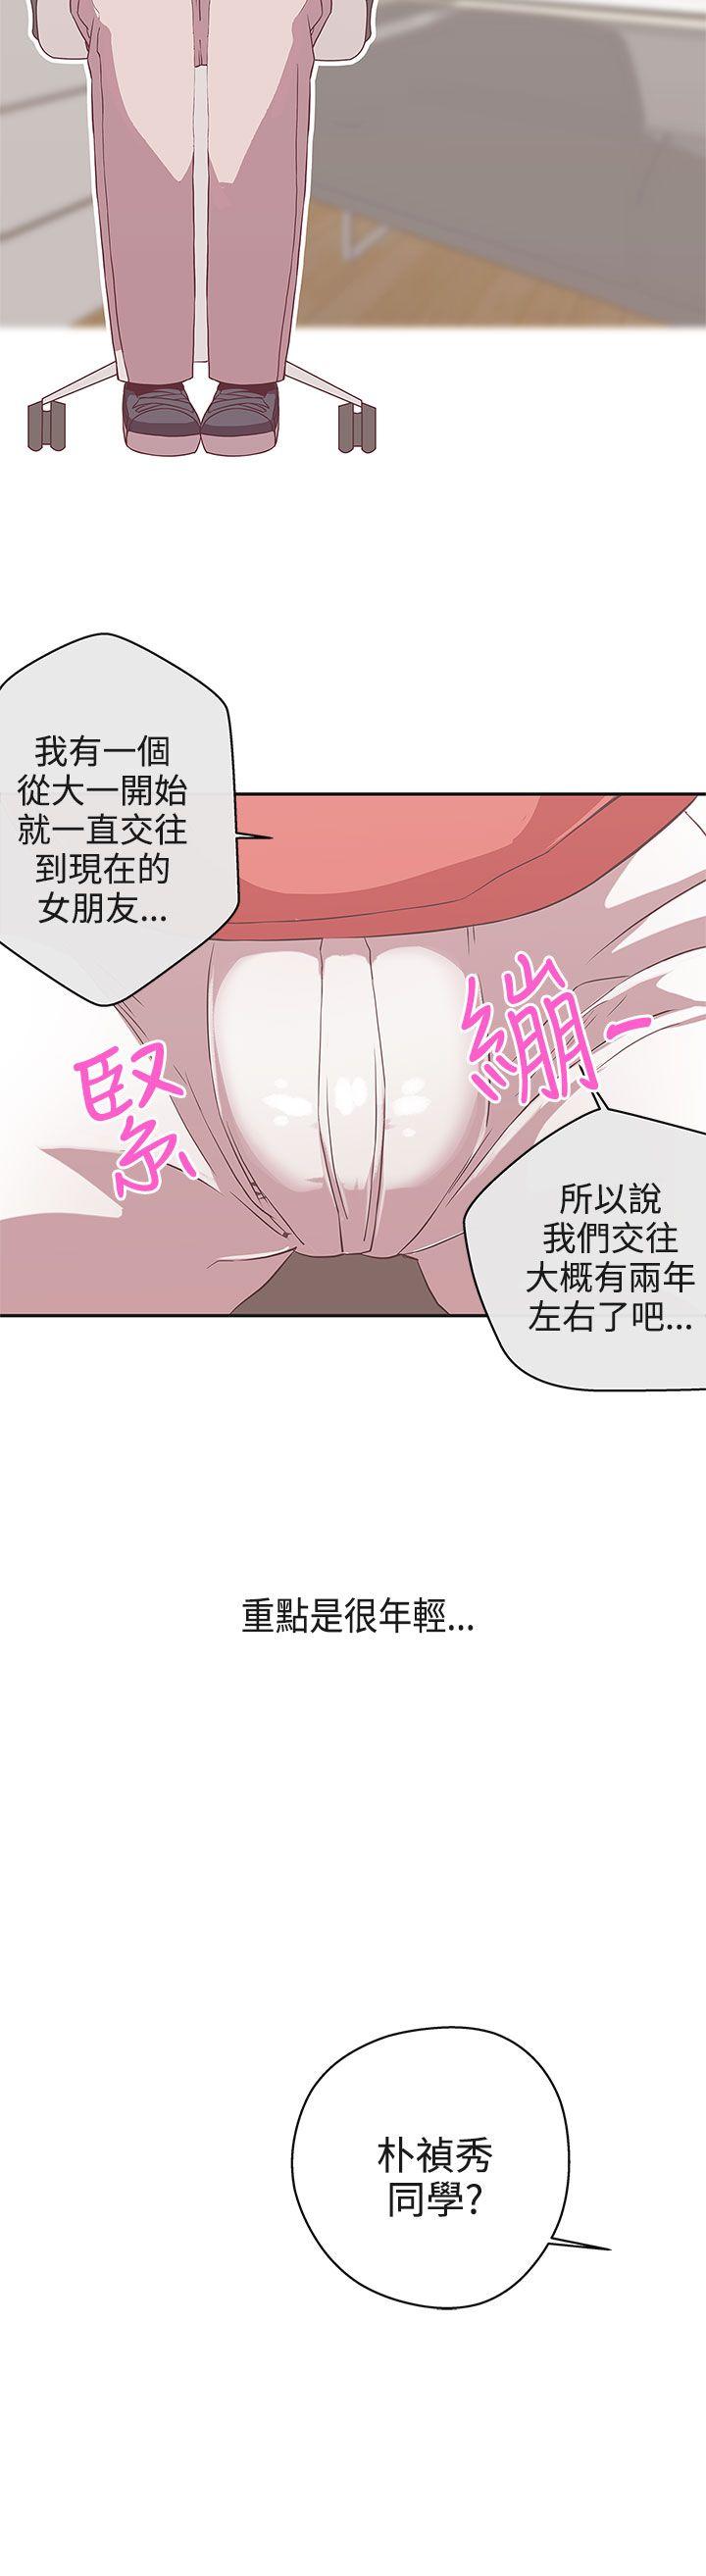 我有一個
從大一開始
就一直交往
到現在的
女朋友...
緊
繃
所以說
我們交往
大概有兩年
左右了吧...
重點是很年輕...
朴禎秀
同學?